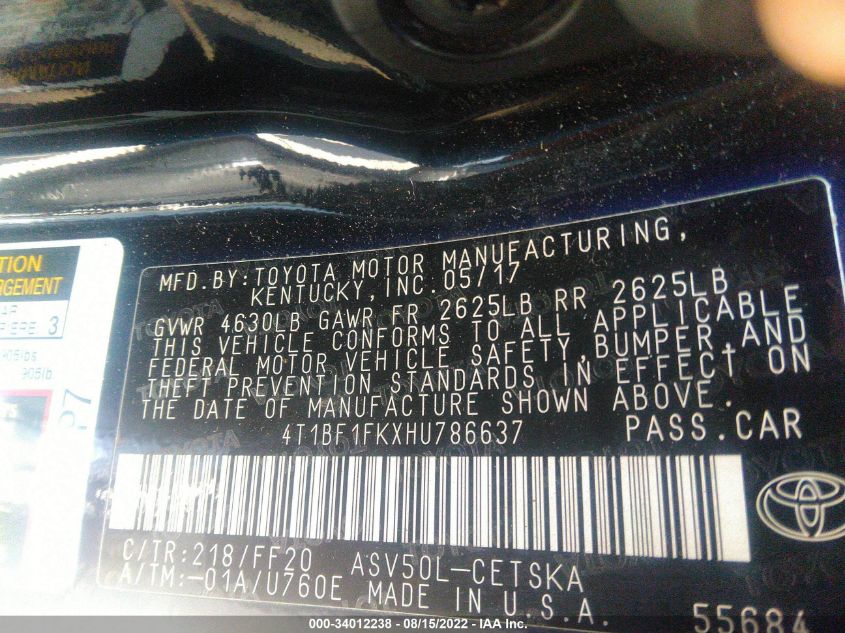 TION
RGEMENT
3
905lbs
P7
MFD.BY:TOYOTA MOTOR MANUFACTURING,
KENTUCKY,INC.05/17
GVWR 4630LB GAWR FR 2625LB RR 2625LB
THIS VEHICLE CONFORMS TO ALL APPLICABLE
FEDERAL MOTOR VEHICLE SAFETY,BUMPER,AND
THEFT PREVENTION STANDARDS IN EFFECT ON
THE DATE OF MANUFACTURE SHOWN ABOVE.
4T1BF1FKXHU786637 PASS.CAR
C/TR:218/FF20 ASV50L-CETSKA
A/TM:-01A/U760E MADE IN U.S.A. 55684
000-34012238 - 08/15/2022 - IAA Inc.